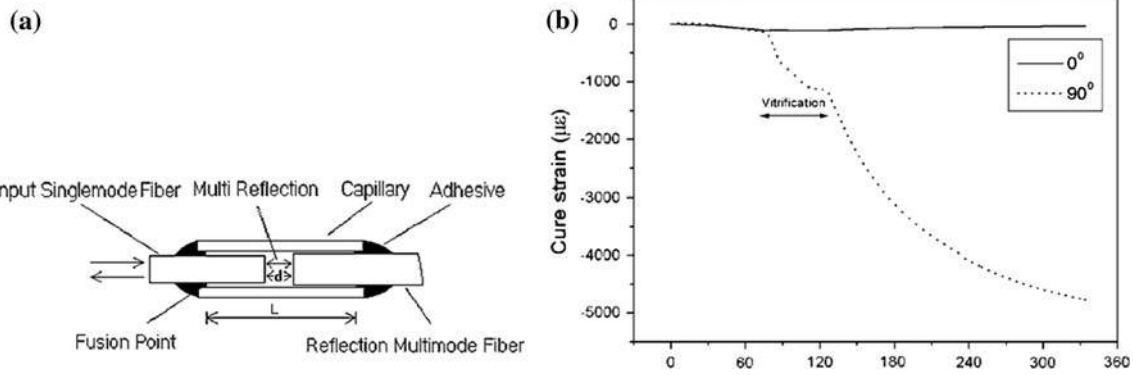 (a)
nput Singlemode Fiber
Multi Reflection
Capillary
Adhesive
d
L
Fusion Point
Reflection Multimode Fiber
(b)
Cure strain (με)
0
-1000
-2000
-3000
-4000
-5000
0°
90°
Vitrification
0
60
120
180
240
300
360